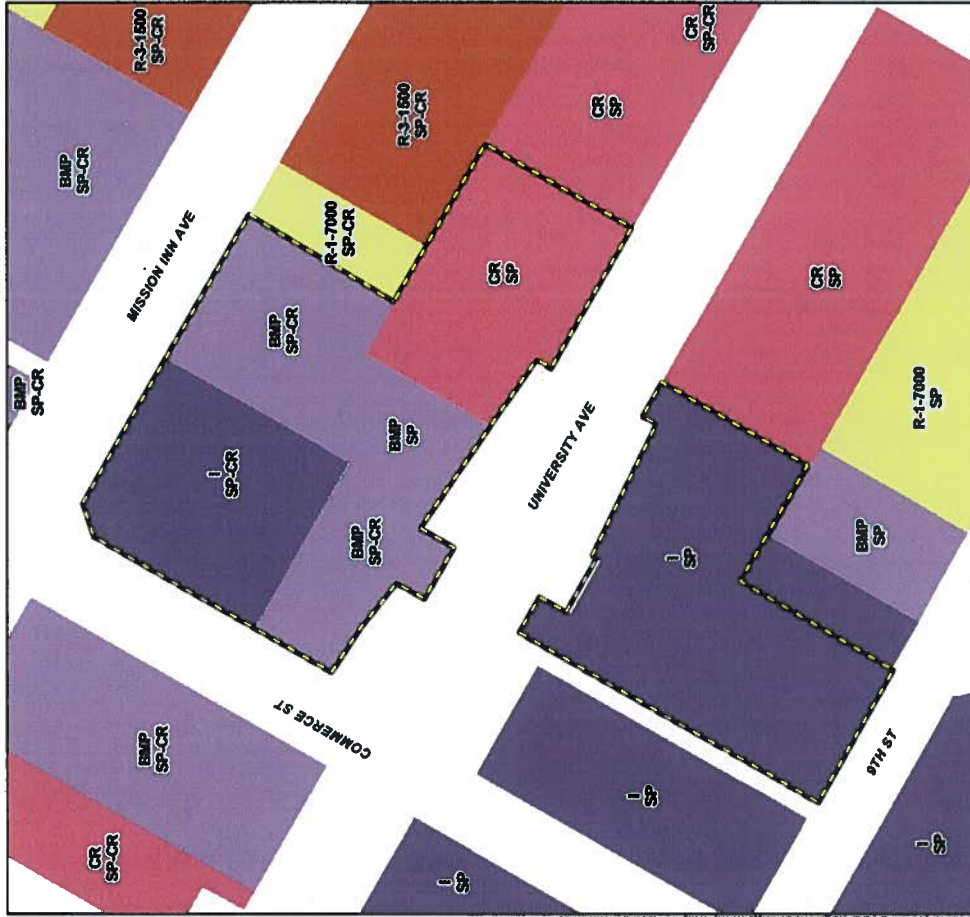 R-3-1500
SP-CR
BMP
SP-CR
CR
SP-CR
MISSION INN AVE
R-3-1500
SP-CR
CR
SP
R-1-7000
SP-CR
BMP
SP-CR
CR
SP
CR
SP
BMP
SP-CR
I
SP-CR
BMP
SP
BMP
SP-CR
UNIVERSITY AVE
R-1-7000
SP
BMP
SP
I
SP
COMMERCE ST
BMP
SP-CR
CR
SP-CR
I
SP
I
SP
9TH ST
I
SP